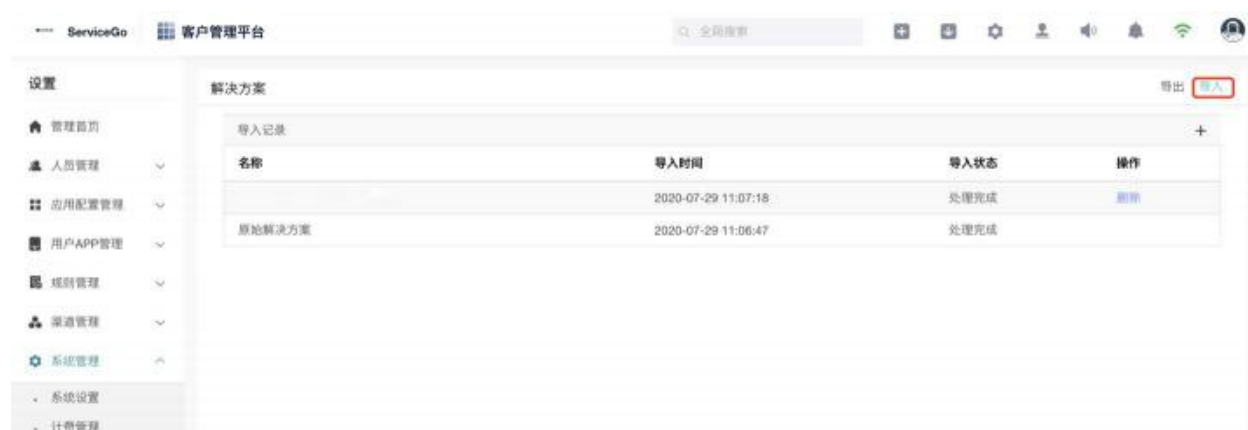 ServiceGo 客户管理平台 全局搜索
设置 解决方案 导出 导入
管理首页 导入记录 +
人员管理 名称 导入时间 导入状态 操作
应用配置管理 2020-07-29 11:07:18 处理完成 删除
用户APP管理 原始解决方案 2020-07-29 11:06:47 处理完成
规则管理
渠道管理
系统管理
系统设置
计费管理